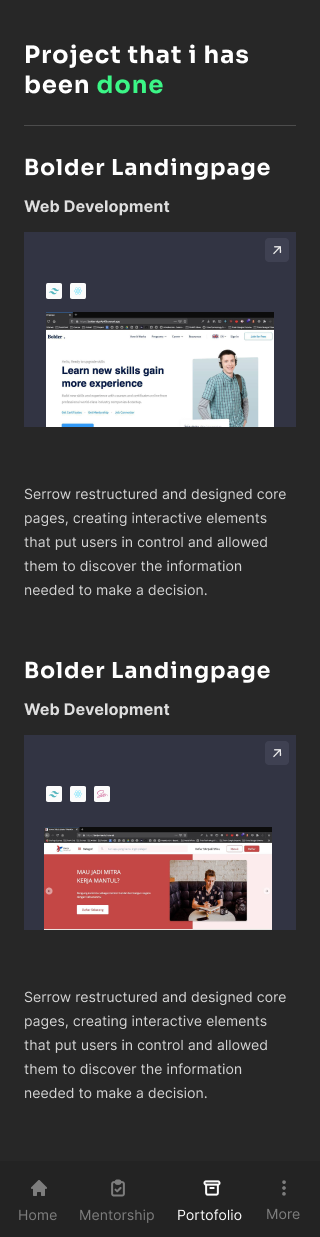 Project that i has
been done
Bolder Landingpage
Web Development
Bolder .
Learn new skills gain
more experience
Serrow restructured and designed core
pages, creating interactive elements
that put users in control and allowed
them to discover the information
needed to make a decision.
Bolder Landingpage
Web Development
MAU JADI MITRA
KERJA MANTUL?
Serrow restructured and designed core
pages, creating interactive elements
that put users in control and allowed
them to discover the information
needed to make a decision.
Home Mentorship Portofolio More